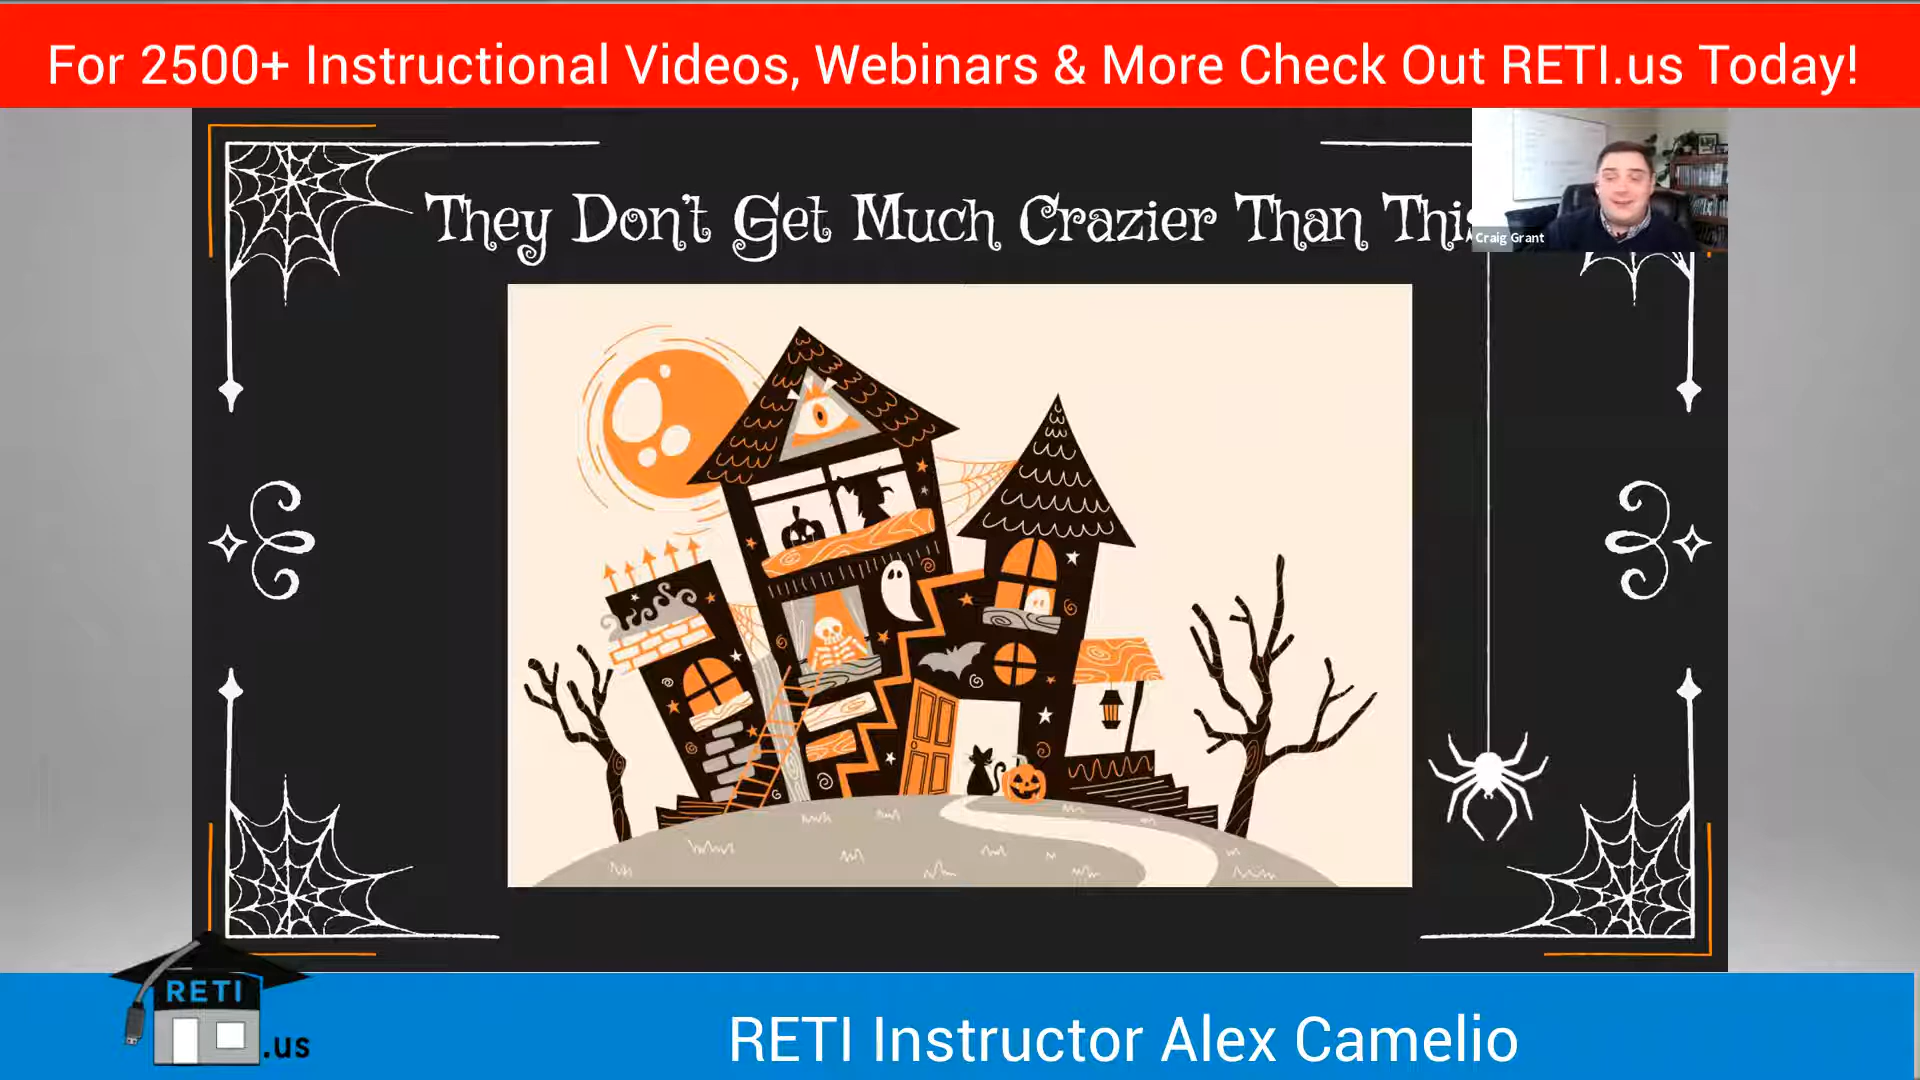 For 2500+ Instructional Videos, Webinars & More Check Out RETI.us Today!
They Don't Get Much Crazier Than This
Craig Grant
RETI
.us
RETI Instructor Alex Camelio